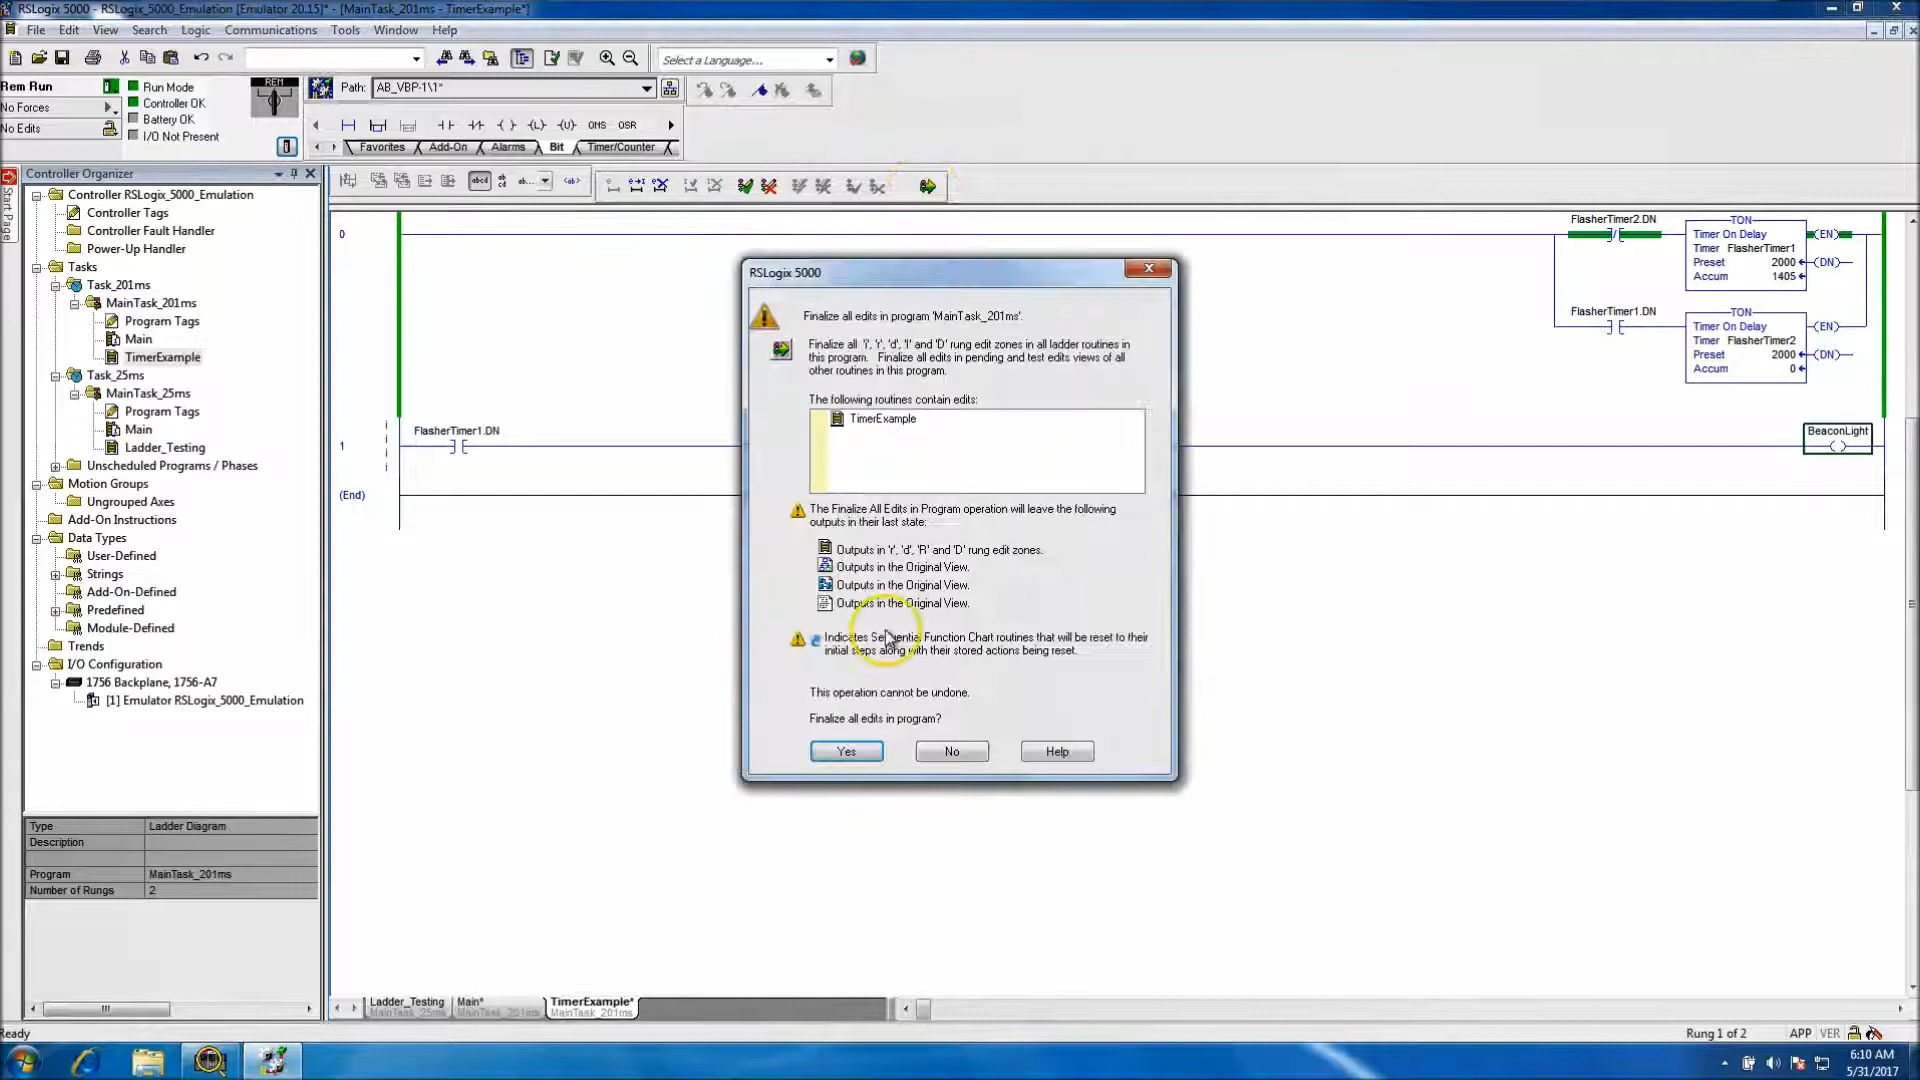 RSLogix 5000 - RSLogix_5000_Emulation [Emulator 20.15]* - [MainTask_201ms - TimerExample*]
File Edit View Search Logic Communications Tools Window Help
Select a Language...
Rem Run
No Forces
No Edits
Run Mode
Controller OK
Battery OK
I/O Not Present
REM
Path: AB_VBP-1\1*
ONS OSR
Favorites Add-On Alarms Bit Timer/Counter
Start Page
Controller Organizer
Controller RSLogix_5000_Emulation
Controller Tags
Controller Fault Handler
Power-Up Handler
Tasks
Task_201ms
MainTask_201ms
Program Tags
Main
TimerExample
Task_25ms
MainTask_25ms
Program Tags
Main
Ladder_Testing
Unscheduled Programs / Phases
Motion Groups
Ungrouped Axes
Add-On Instructions
Data Types
User-Defined
Strings
Add-On-Defined
Predefined
Module-Defined
Trends
I/O Configuration
1756 Backplane, 1756-A7
[1] Emulator RSLogix_5000_Emulation
Type Ladder Diagram
Description
Program MainTask_201ms
Number of Rungs 2
0
FlasherTimer2.DN
TON
Timer On Delay
Timer FlasherTimer1
Preset 2000
Accum 1405
(EN)
(DN)
FlasherTimer1.DN
TON
Timer On Delay
Timer FlasherTimer2
Preset 2000
Accum 0
(EN)
(DN)
1
FlasherTimer1.DN
BeaconLight
(End)
RSLogix 5000
Finalize all edits in program 'MainTask_201ms'.
Finalize all 'i', 'r', 'd', 'I' and 'D' rung edit zones in all ladder routines in
this program. Finalize all edits in pending and test edits views of all
other routines in this program.
The following routines contain edits:
TimerExample
The Finalize All Edits in Program operation will leave the following
outputs in their last state:
Outputs in 'r', 'd', 'R' and 'D' rung edit zones.
Outputs in the Original View.
Outputs in the Original View.
Outputs in the Original View.
Indicates Sequential Function Chart routines that will be reset to their
initial steps along with their stored actions being reset.
This operation cannot be undone.
Finalize all edits in program?
Yes No Help
Ladder_Testing
MainTask_25ms
Main*
MainTask_201ms
TimerExample*
MainTask_201ms
Ready
Rung 1 of 2 APP VER
6:10 AM
5/31/2017